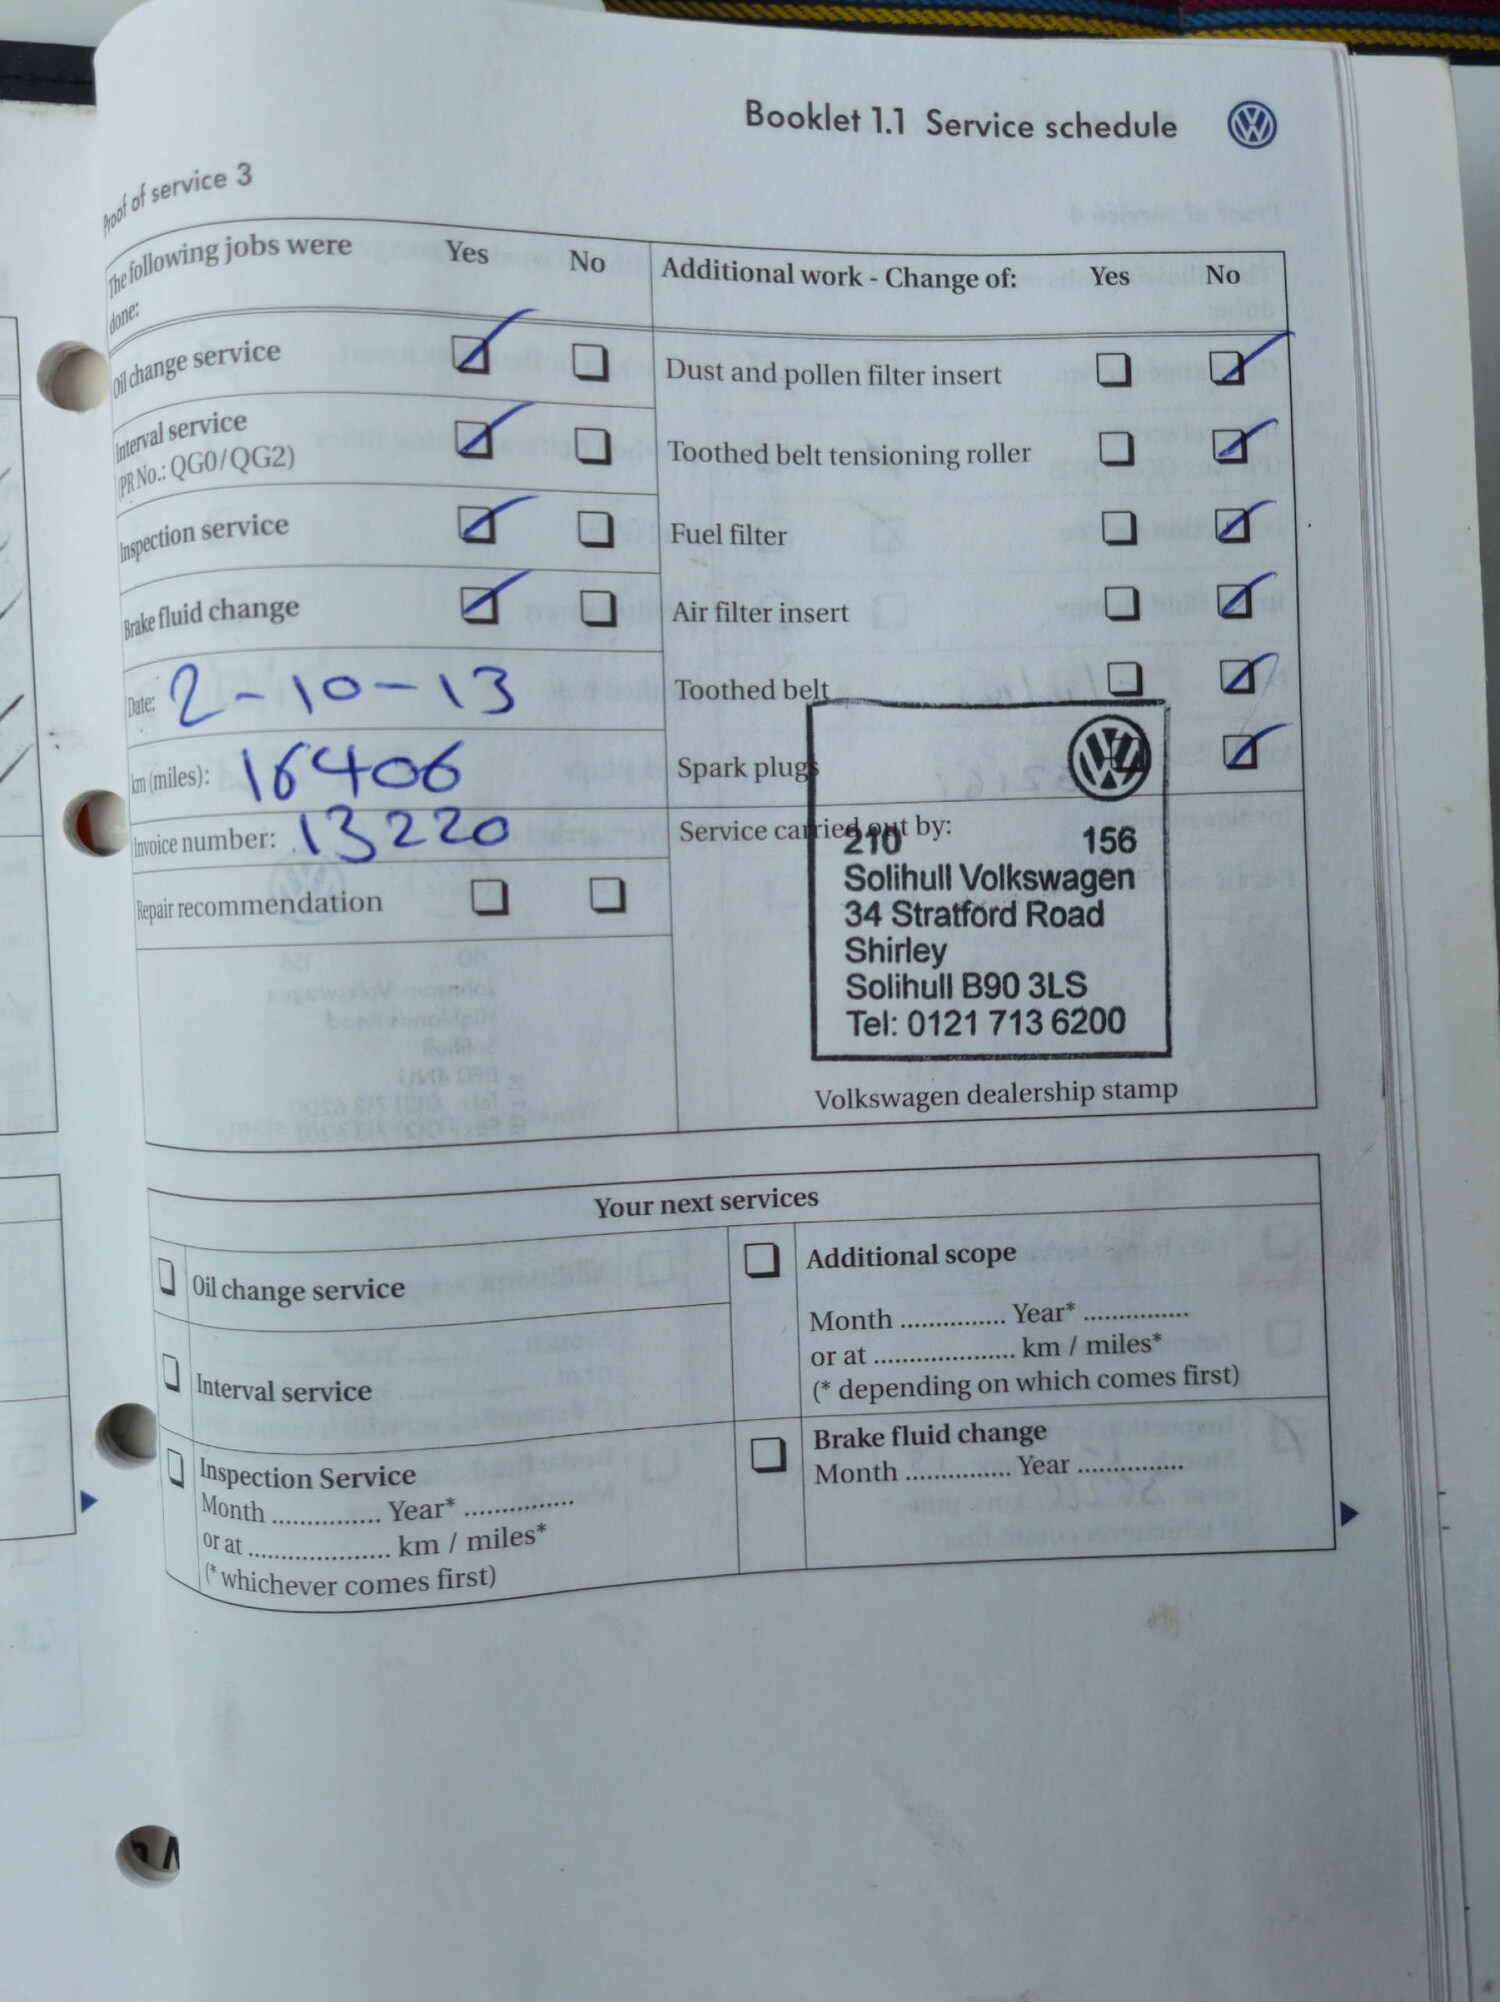 Booklet 1.1 Service schedule
Proof of service 3
The following jobs were done: Yes No
Oil change service
Interval service
(PR No.: QG0/QG2)
Inspection service
Brake fluid change
Date: 2-10-13
km (miles): 16406
Invoice number: 13220
Repair recommendation
Additional work - Change of: Yes No
Dust and pollen filter insert
Toothed belt tensioning roller
Fuel filter
Air filter insert
Toothed belt
Spark plugs
Service carried out by:
210 156
Solihull Volkswagen
34 Stratford Road
Shirley
Solihull B90 3LS
Tel: 0121 713 6200
Volkswagen dealership stamp
Your next services
Oil change service
Interval service
Inspection Service
Month ............... Year* ...............
or at .................... km / miles*
(* whichever comes first)
Additional scope
Month ............... Year* ...............
or at .................... km / miles*
(* depending on which comes first)
Brake fluid change
Month ............... Year ...............